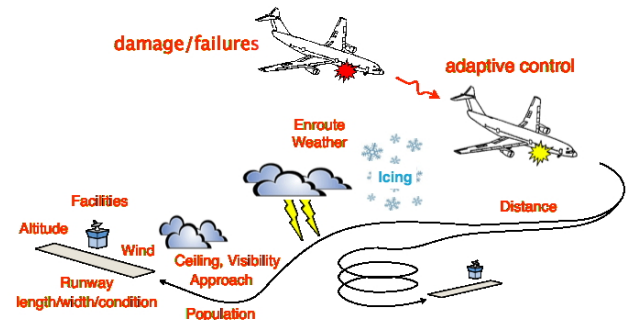 damage/failures
adaptive control
Enroute
Weather
Icing
Distance
Facilities
Altitude
Wind
Ceiling, Visibility
Approach
Runway
length/width/condition
Population